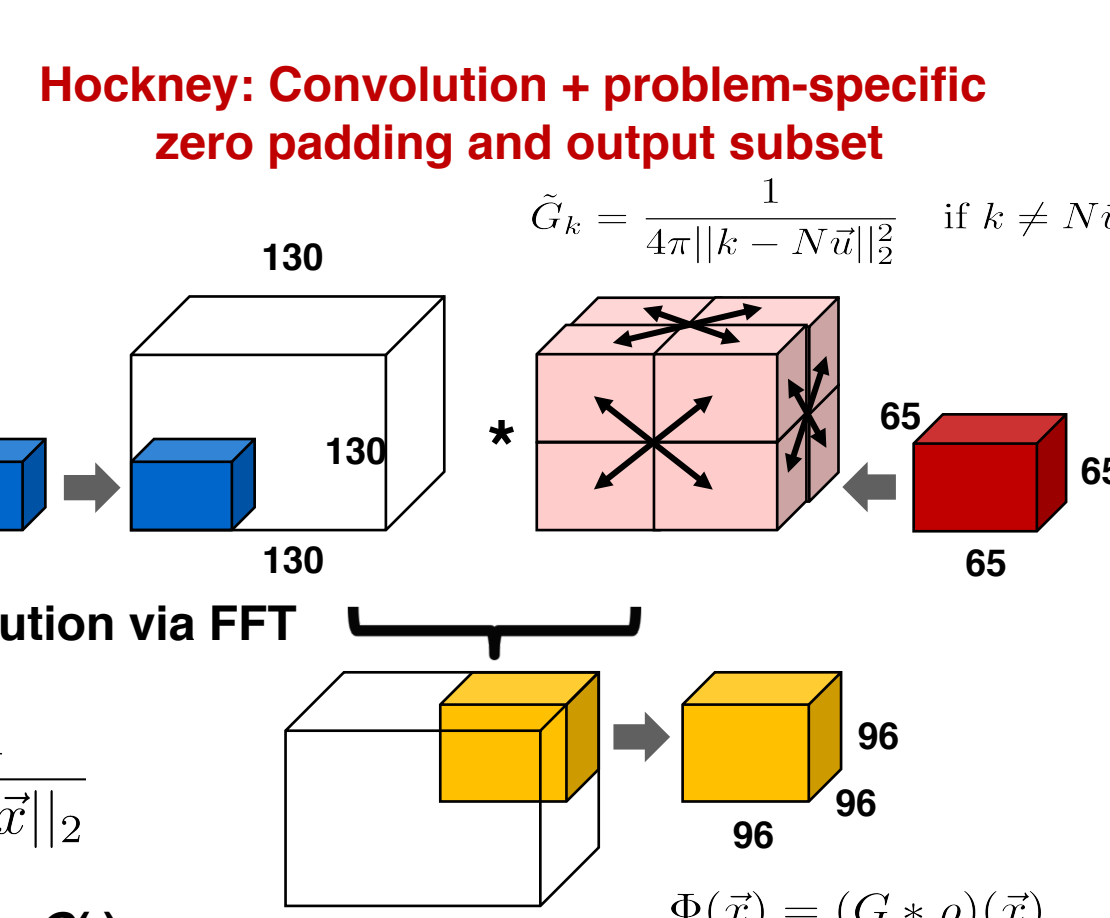 Hockney: Convolution + problem-specific
zero padding and output subset
G̃ₖ = 1 / 4π||k − Nu⃗||₂² if k ≠ N
130
130
130
*
65
65
65
ution via FFT
x⃗||₂
96
96
96
Φ(x⃗) = (G * ρ)(x⃗)